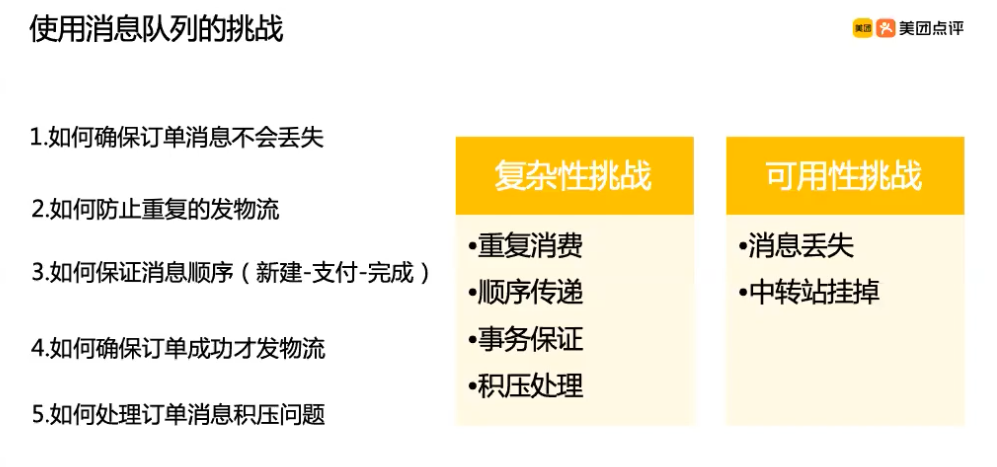 使用消息队列的挑战
美团 美团点评
1.如何确保订单消息不会丢失
2.如何防止重复的发物流
3.如何保证消息顺序（新建-支付-完成）
4.如何确保订单成功才发物流
5.如何处理订单消息积压问题
复杂性挑战
•重复消费
•顺序传递
•事务保证
•积压处理
可用性挑战
•消息丢失
•中转站挂掉